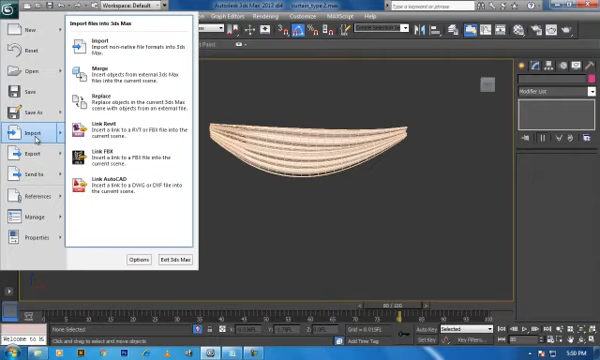 Workspace: Default
Autodesk 3ds Max 2013 x64
curtain_type 2.max
Type a keyword or phrase
Graph Editors
Rendering
Customize
MAXScript
Help
New
Reset
Open
Save
Save As
Import
Export
Send to
References
Manage
Properties
Import files into 3ds Max
Import
Import non-native file formats into 3ds
Max.
Merge
Insert objects from external 3ds Max
files into the current scene.
Replace
Replace objects in the current 3ds Max
scene with objects from an external file.
Link Revit
Insert a link to a RVT or FBX file into the
current scene.
Link FBX
Insert a link to a FBX file into the current
scene.
Link AutoCAD
Insert a link to a DWG or DXF file into
the current scene.
Options
Exit 3ds Max
Modifier List
80 / 100
None Selected
Click and drag to select and move objects
Welcome to M
Auto Key
Selected
Set Key
Key Filters...
80
5:50 PM